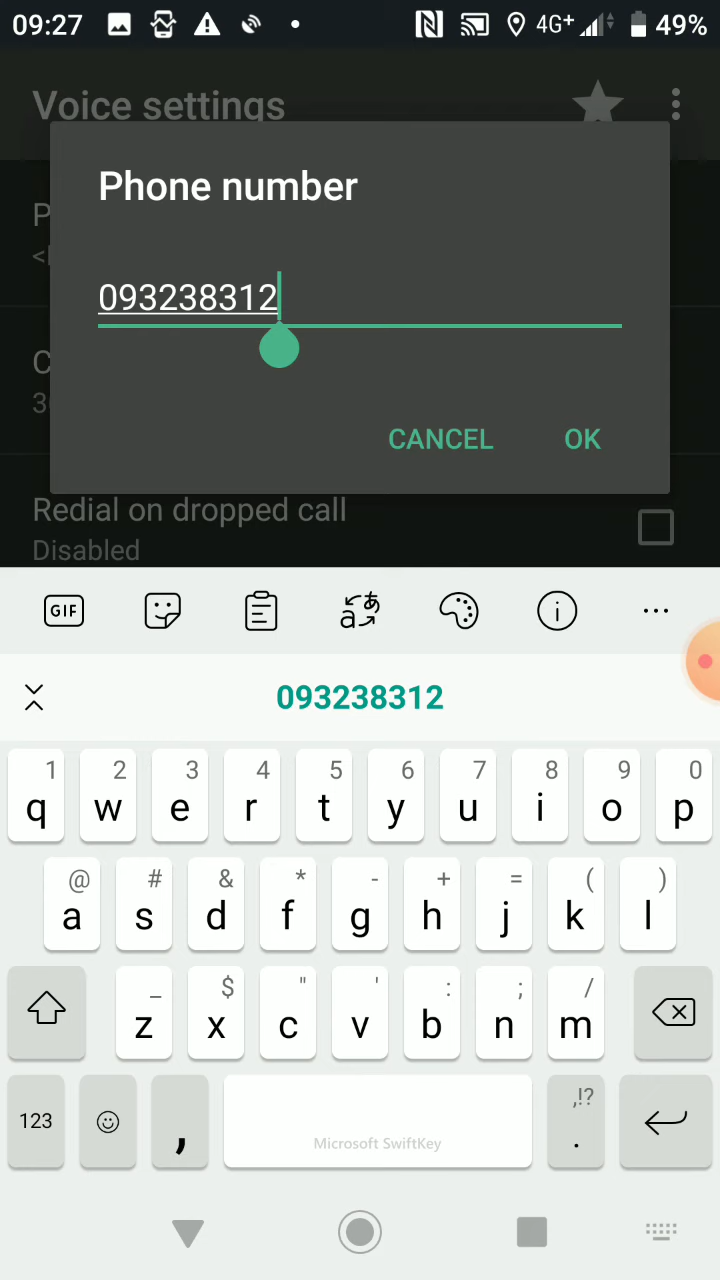 09:27 4G+ 49%
Voice settings
Phone number
093238312
CANCEL OK
Redial on dropped call
Disabled
GIF
093238312
1 2 3 4 5 6 7 8 9 0
q w e r t y u i o p
@ # & * - + = ( )
a s d f g h j k l
_ $ " ' : ; /
z x c v b n m
123 , Microsoft SwiftKey ,!? .